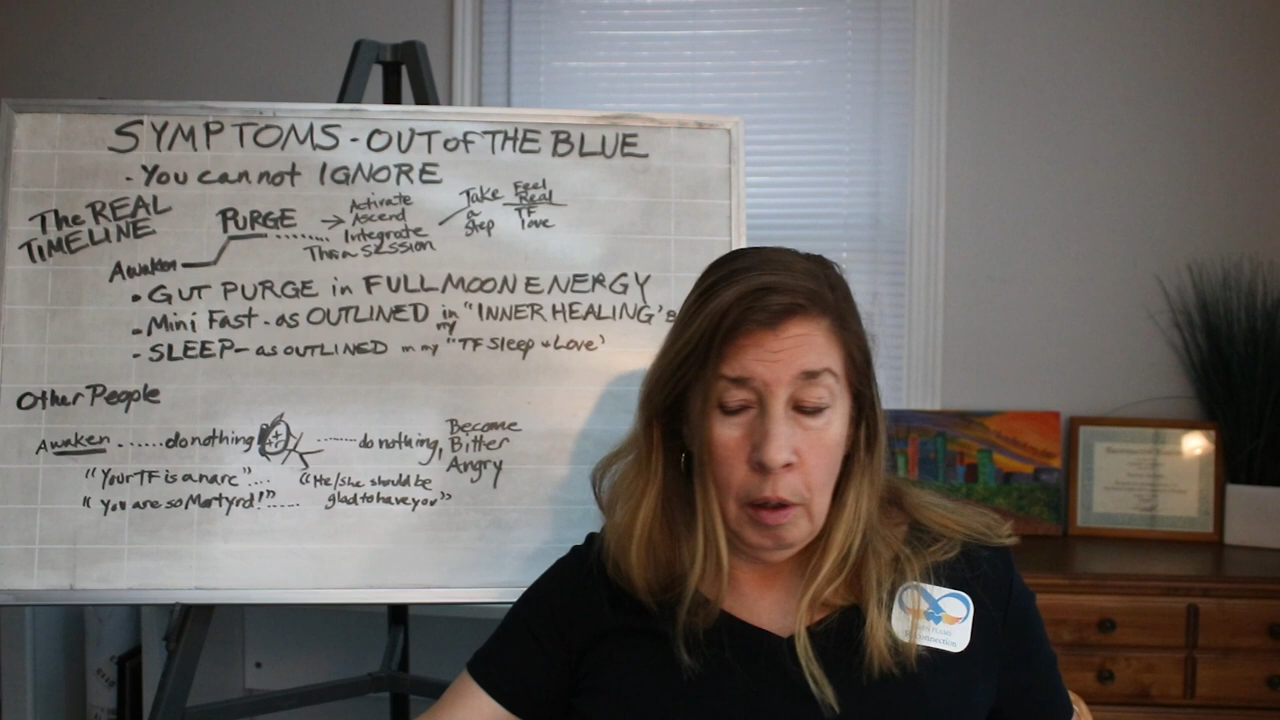 SYMPTOMS - OUT of THE BLUE
- You cannot IGNORE
The REAL TIMELINE
Awaken
PURGE
Activate
Ascend
Integrate
Thru SESSION
Take a step
Feel Real
TF love
• GUT PURGE in FULL MOON ENERGY
- Mini Fast - as OUTLINED in my "INNER HEALING'S
- SLEEP - as OUTLINED in my "TF Sleep + Love'
Other People
Awaken ...... do nothing ...... do nothing, Become Bitter Angry
"Your TF is a narc" .... "He/she should be glad to have you"
"You are so Martyrd!" .....
Connection